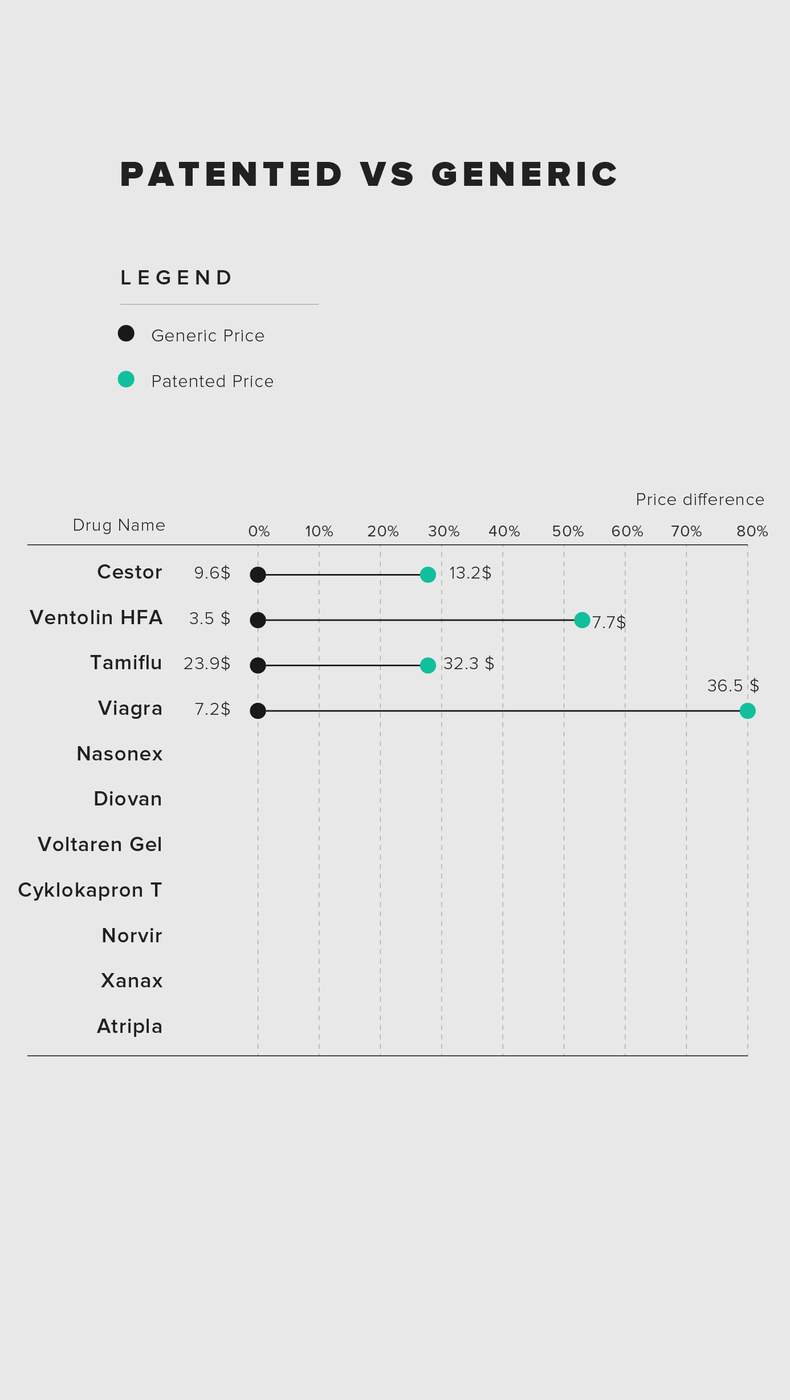 PATENTED VS GENERIC
LEGEND
Generic Price
Patented Price
Price difference
Drug Name 0% 10% 20% 30% 40% 50% 60% 70% 80%
Cestor 9.6$ 13.2$
Ventolin HFA 3.5 $ 7.7$
Tamiflu 23.9$ 32.3 $
36.5 $
Viagra 7.2$
Nasonex
Diovan
Voltaren Gel
Cyklokapron T
Norvir
Xanax
Atripla